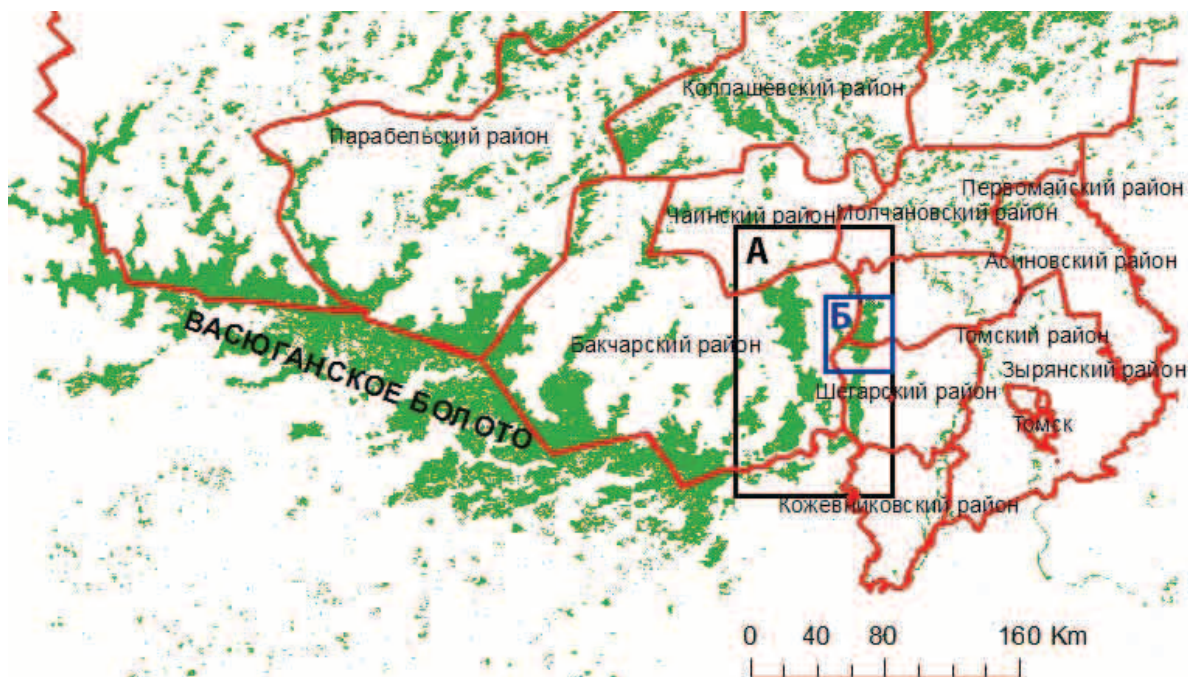 Колпашевский район
Парабельский район
Первомайский район
Чаинский район
Молчановский район
А
Асиновский район
Б
ВАСЮГАНСКОЕ БОЛОТО
Бакчарский район
Томский район
Зырянский район
Шегарский район
Томск
Кожевниковский район
0 40 80 160 Km